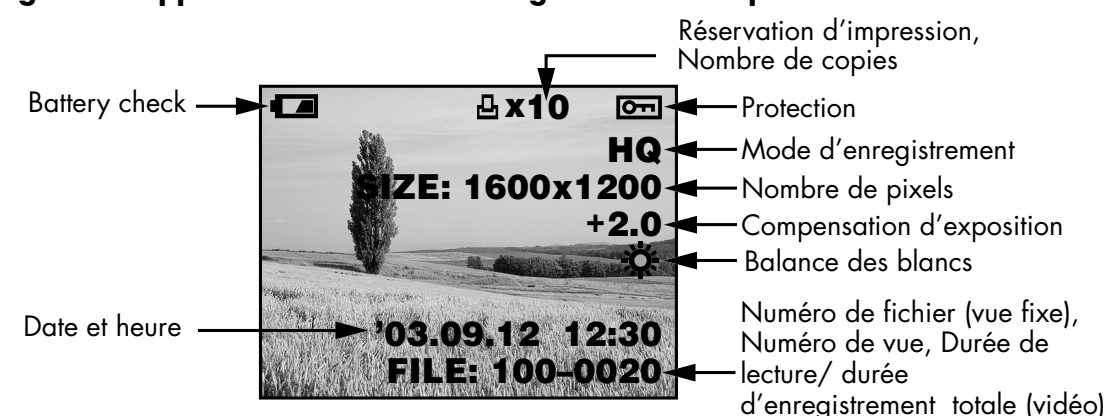 Réservation d’impression,
Nombre de copies
Battery check
x10
Protection
HQ
Mode d’enregistrement
SIZE: 1600x1200
Nombre de pixels
+2.0
Compensation d’exposition
Balance des blancs
Date et heure
’03.09.12 12:30
FILE: 100–0020
Numéro de fichier (vue fixe),
Numéro de vue, Durée de
lecture/ durée
d’enregistrement totale (vidéo)